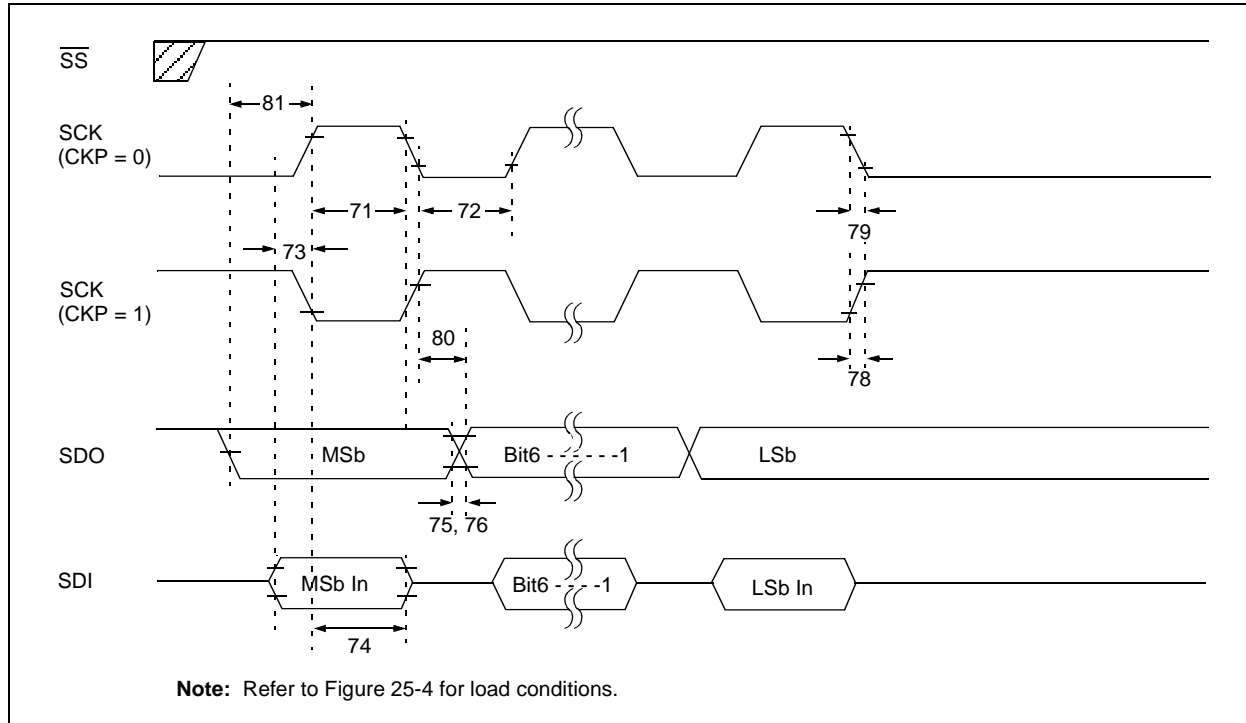 SS
81
SCK
(CKP = 0)
71
72
73
79
SCK
(CKP = 1)
80
78
SDO
MSb
Bit6 - - - - - - -1
LSb
75, 76
SDI
MSb In
Bit6 - - - - -1
LSb In
74
Note: Refer to Figure 25-4 for load conditions.